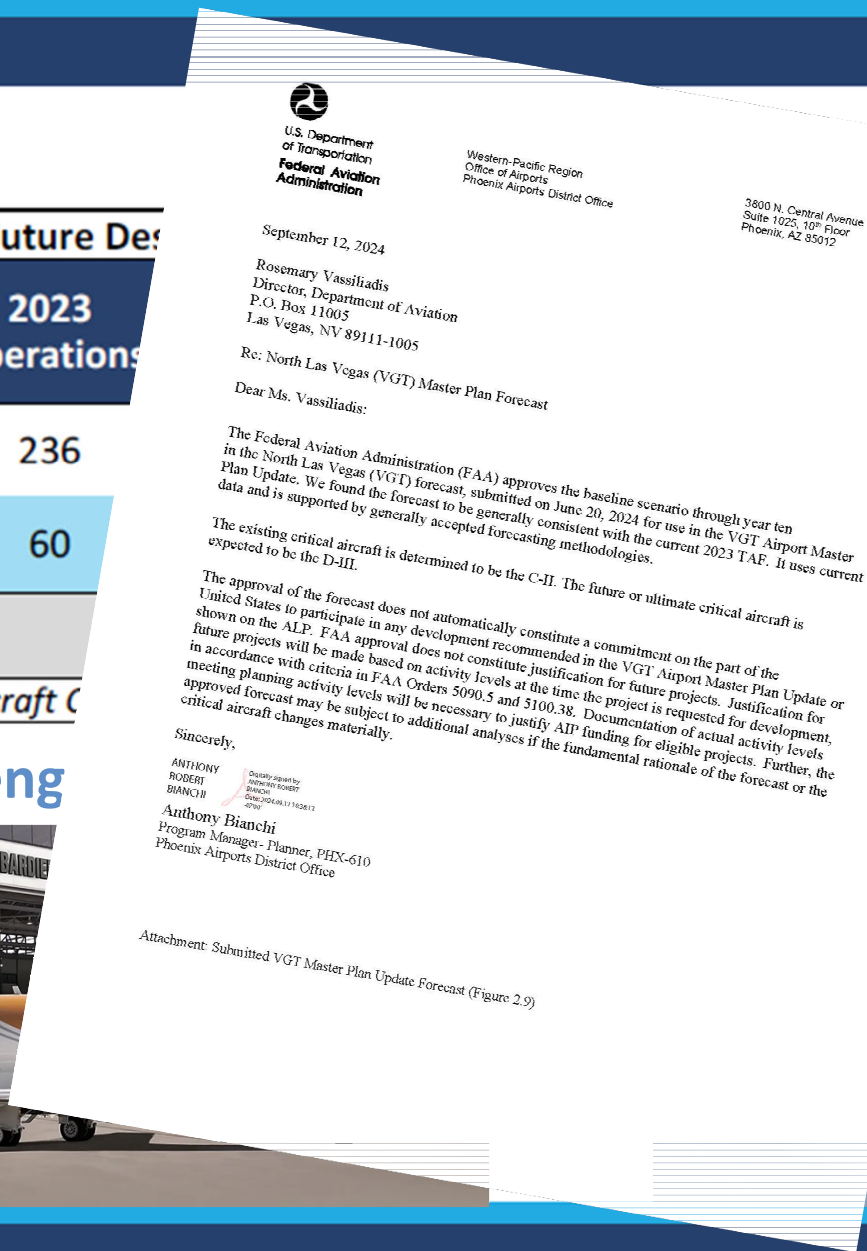 uture Des
2023
perations
236
60
raft C
ng
BARDIE
U.S. Department
of Transportation
Federal Aviation
Administration
Western-Pacific Region
Office of Airports
Phoenix Airports District Office
3800 N. Central Avenue
Suite 1025, 10th Floor
Phoenix, AZ 85012
September 12, 2024
Rosemary Vassiliadis
Director, Department of Aviation
P.O. Box 11005
Las Vegas, NV 89111-1005
Re: North Las Vegas (VGT) Master Plan Forecast
Dear Ms. Vassiliadis:
The Federal Aviation Administration (FAA) approves the baseline scenario through year ten
in the North Las Vegas (VGT) forecast, submitted on June 20, 2024 for use in the VGT Airport Master
Plan Update. We found the forecast to be generally consistent with the current 2023 TAF. It uses current
data and is supported by generally accepted forecasting methodologies.
The existing critical aircraft is determined to be the C-II. The future or ultimate critical aircraft is
expected to be the D-III.
The approval of the forecast does not automatically constitute a commitment on the part of the
United States to participate in any development recommended in the VGT Airport Master Plan Update or
shown on the ALP. FAA approval does not constitute justification for future projects. Justification for
future projects will be made based on activity levels at the time the project is requested for development,
in accordance with criteria in FAA Orders 5090.5 and 5100.38. Documentation of actual activity levels
meeting planning activity levels will be necessary to justify AIP funding for eligible projects. Further, the
approved forecast may be subject to additional analyses if the fundamental rationale of the forecast or the
critical aircraft changes materially.
Sincerely,
ANTHONY
ROBERT
BIANCHI
Digitally signed by
ANTHONY ROBERT
BIANCHI
Anthony Bianchi
Program Manager- Planner, PHX-610
Phoenix Airports District Office
Attachment: Submitted VGT Master Plan Update Forecast (Figure 2.9)